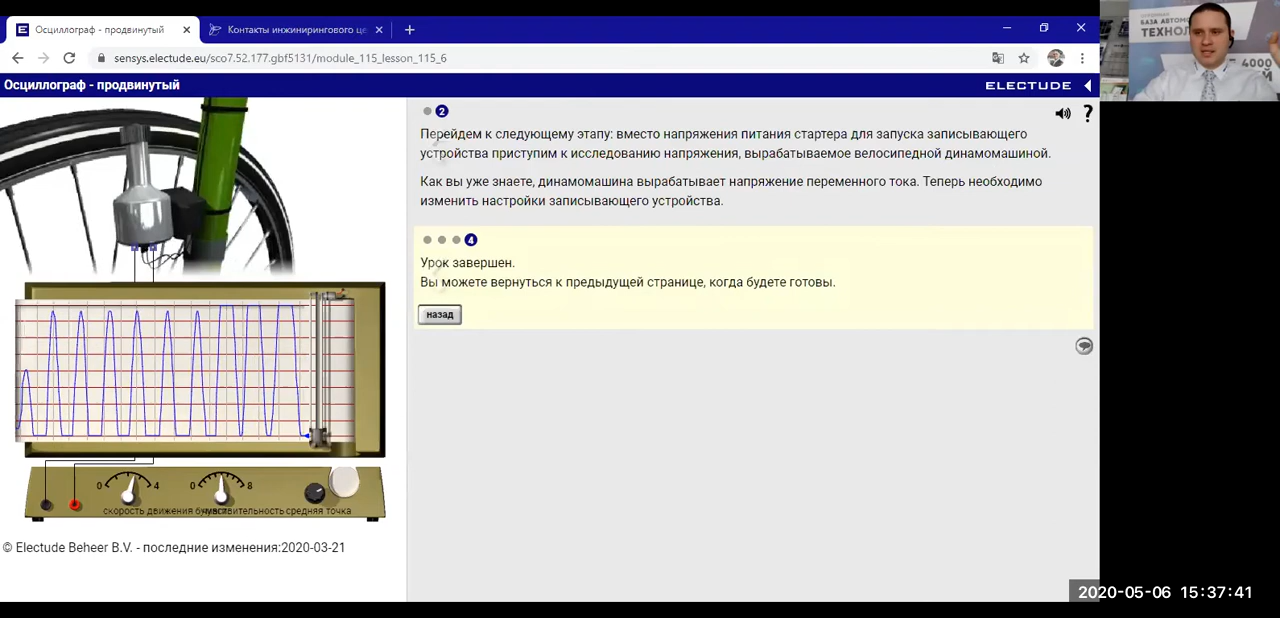 Осциллограф - продвинутый
Контакты инжинирингового це
sensys.electude.eu/sco7.52.177.gbf5131/module_115_lesson_115_6
Осциллограф - продвинутый
ELECTUDE
2
Перейдем к следующему этапу: вместо напряжения питания стартера для запуска записывающего
устройства приступим к исследованию напряжения, вырабатываемое велосипедной динамомашиной.
Как вы уже знаете, динамомашина вырабатывает напряжение переменного тока. Теперь необходимо
изменить настройки записывающего устройства.
4
Урок завершен.
Вы можете вернуться к предыдущей странице, когда будете готовы.
назад
0 4 0 8
скорость движения средняя точка
© Electude Beheer B.V. - последние изменения:2020-03-21
БАЗА АВТОМО
ТЕХНОЛ
4000
2020-05-06 15:37:41